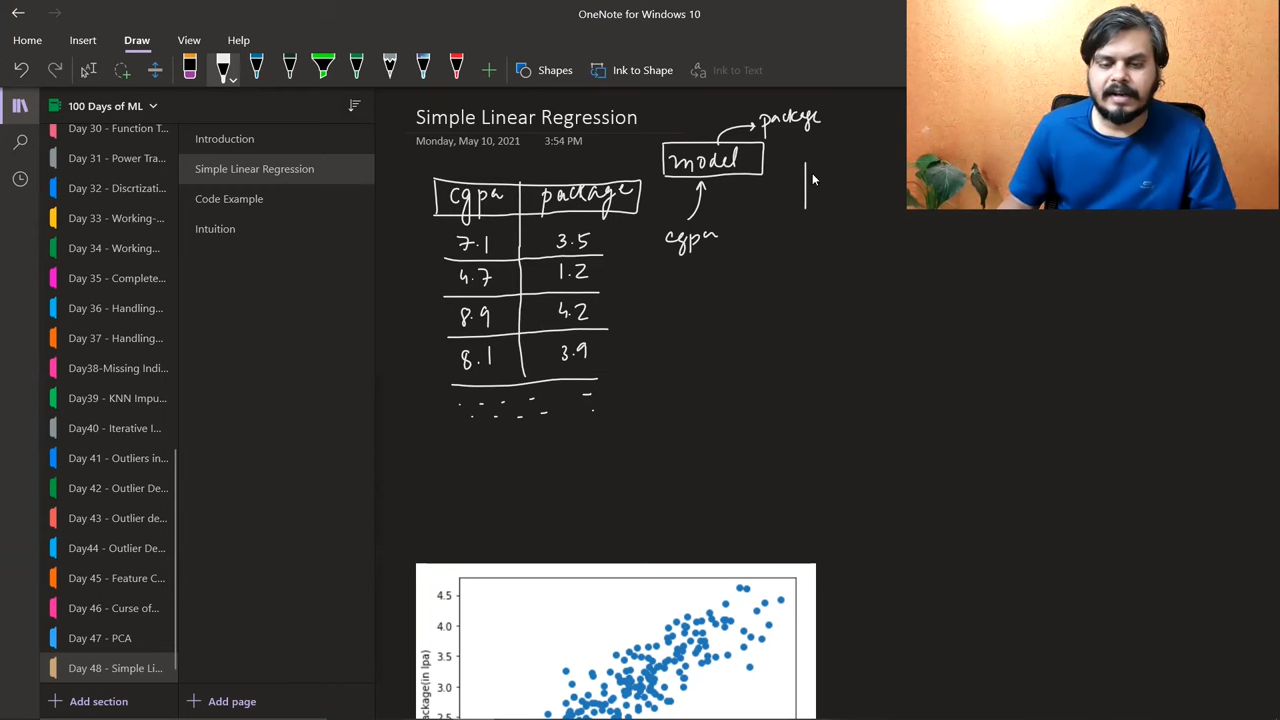 OneNote for Windows 10
Home Insert Draw View Help
Shapes Ink to Shape Ink to Text
100 Days of ML
Day 30 - Function T...
Day 31 - Power Tra...
Day 32 - Discrtizati...
Day 33 - Working-...
Day 34 - Working...
Day 35 - Complete...
Day 36 - Handling...
Day 37 - Handling...
Day38-Missing Indi...
Day39 - KNN Impu...
Day40 - Iterative I...
Day 41 - Outliers in...
Day 42 - Outlier De...
Day 43 - Outlier de...
Day44 - Outlier De...
Day 45 - Feature C...
Day 46 - Curse of...
Day 47 - PCA
Day 48 - Simple Li...
Add section
Introduction
Simple Linear Regression
Code Example
Intuition
Add page
Simple Linear Regression
Monday, May 10, 2021 3:54 PM
package
model
cgpa
cgpa package
7.1 3.5
4.7 1.2
8.9 4.2
8.1 3.9
4.5
4.0
3.5
3.0
2.5
ackage(in lpa)